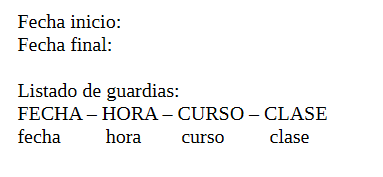 Fecha inicio:
Fecha final:
Listado de guardias:
FECHA – HORA – CURSO – CLASE
fecha hora curso clase